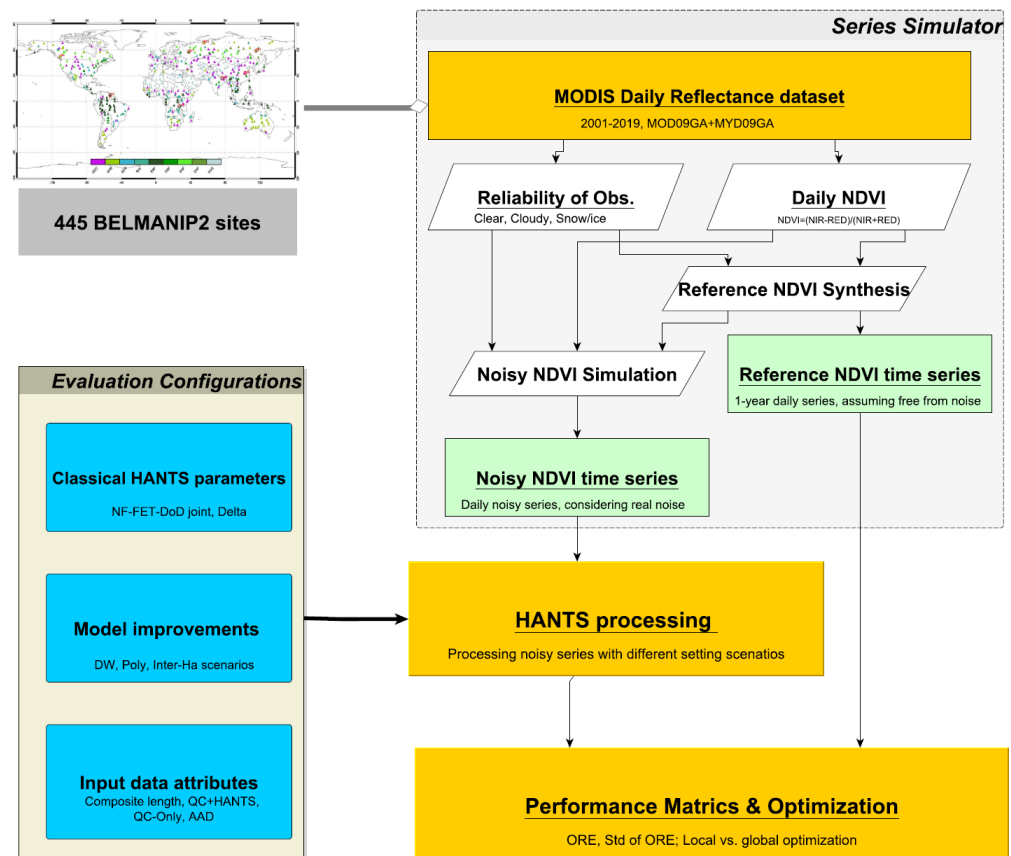 Series Simulator
MODIS Daily Reflectance dataset
2001-2019, MOD09GA+MYD09GA
445 BELMANIP2 sites
Reliability of Obs.
Clear, Cloudy, Snow/ice
Daily NDVI
NDVI=(NIR-RED)/(NIR+RED)
Reference NDVI Synthesis
Noisy NDVI Simulation
Reference NDVI time series
1-year daily series, assuming free from noise
Noisy NDVI time series
Daily noisy series, considering real noise
Evaluation Configurations
Classical HANTS parameters
NF-FET-DoD joint, Delta
Model improvements
DW, Poly, Inter-Ha scenarios
Input data attributes
Composite length, QC+HANTS,
QC-Only, AAD
HANTS processing
Processing noisy series with different setting scenatios
Performance Matrics & Optimization
ORE, Std of ORE; Local vs. global optimization